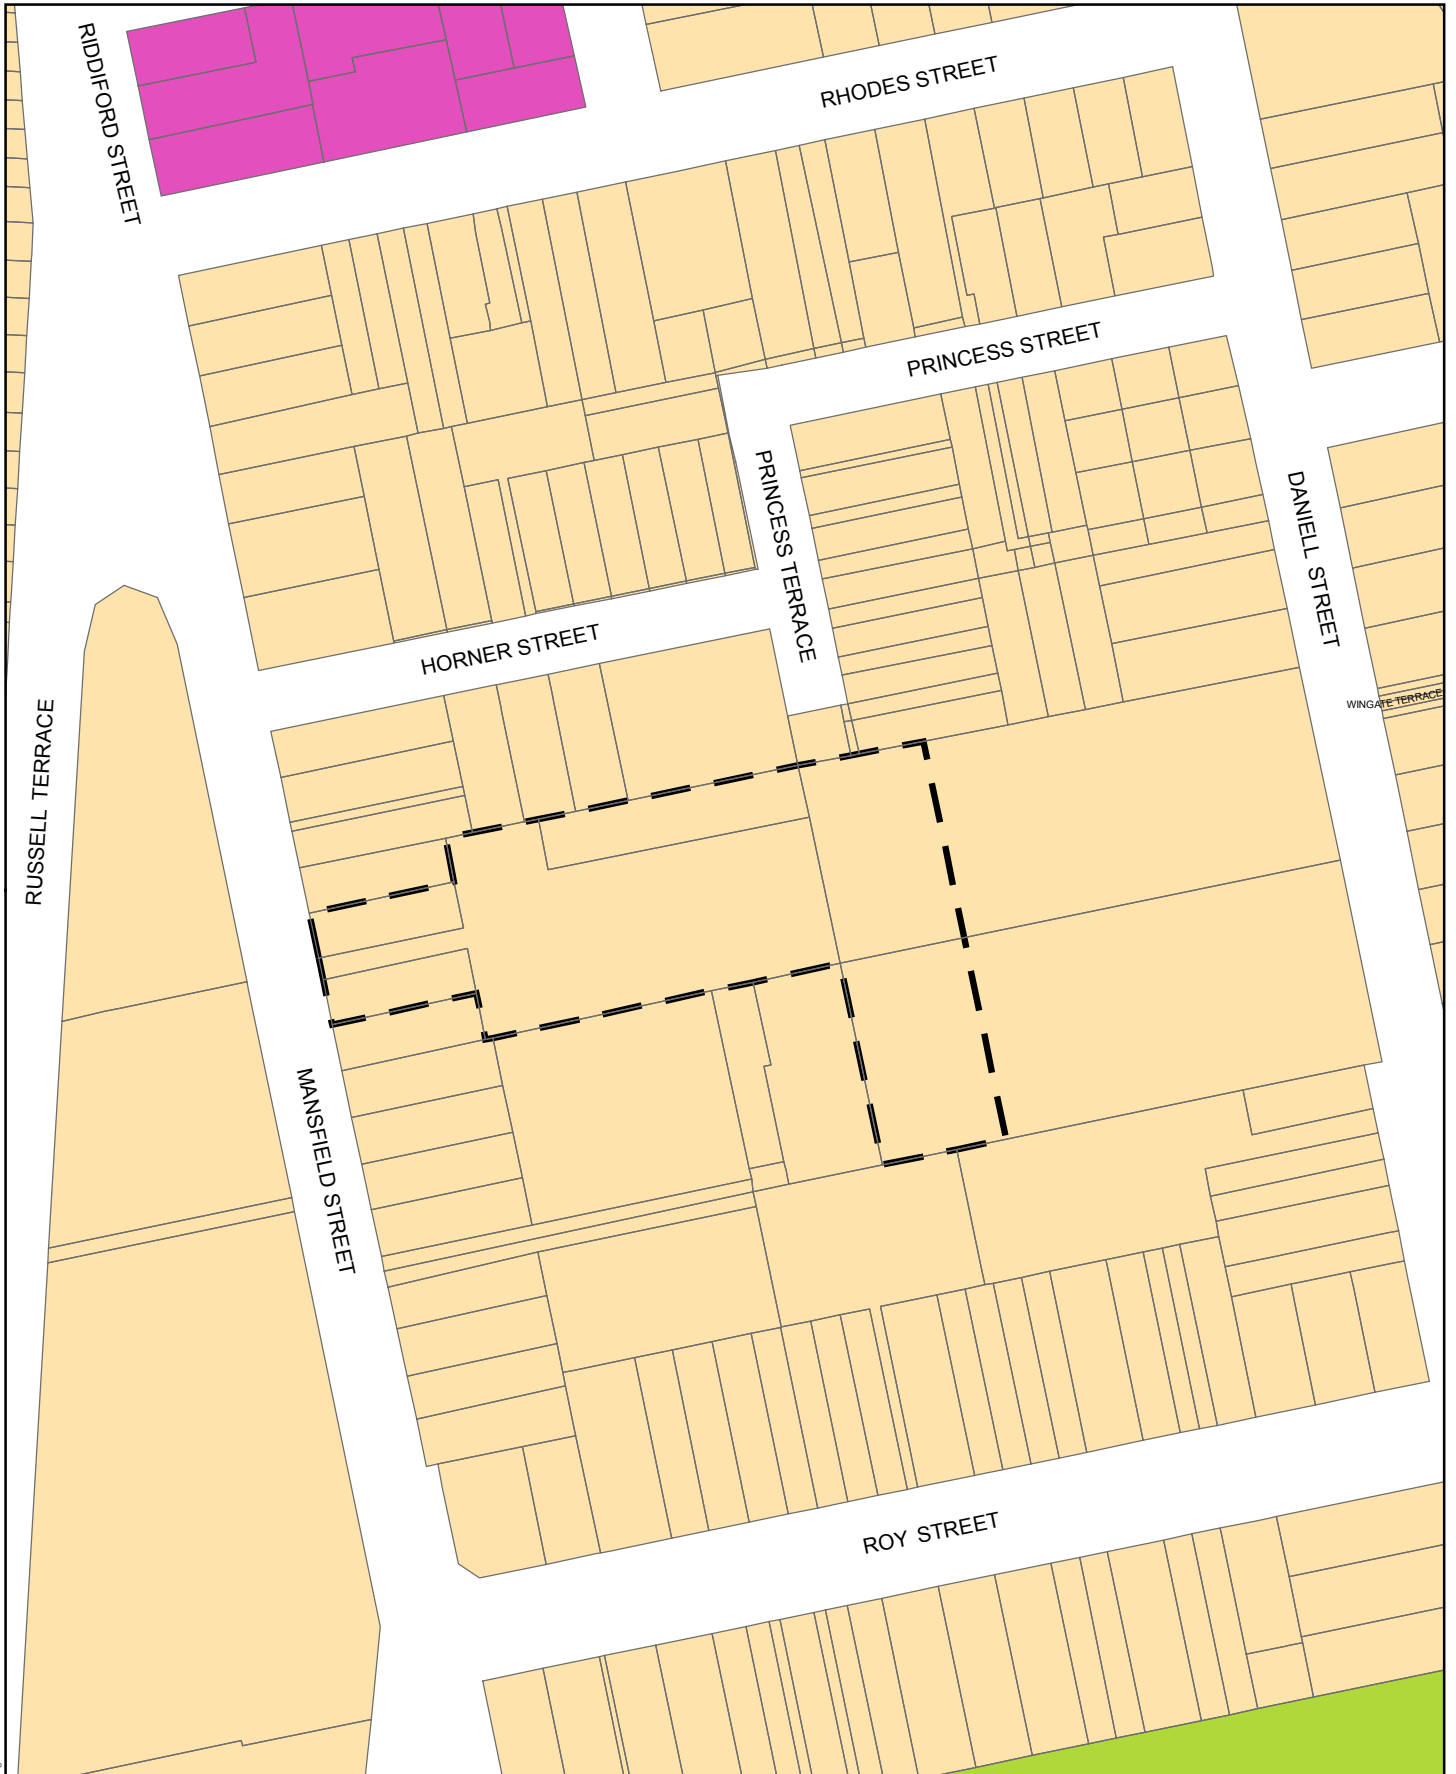 RIDDIFORD STREET
RHODES STREET
PRINCESS STREET
PRINCESS TERRACE
DANIELL STREET
HORNER STREET
WINGATE TERRACE
RUSSELL TERRACE
MANSFIELD STREET
ROY STREET